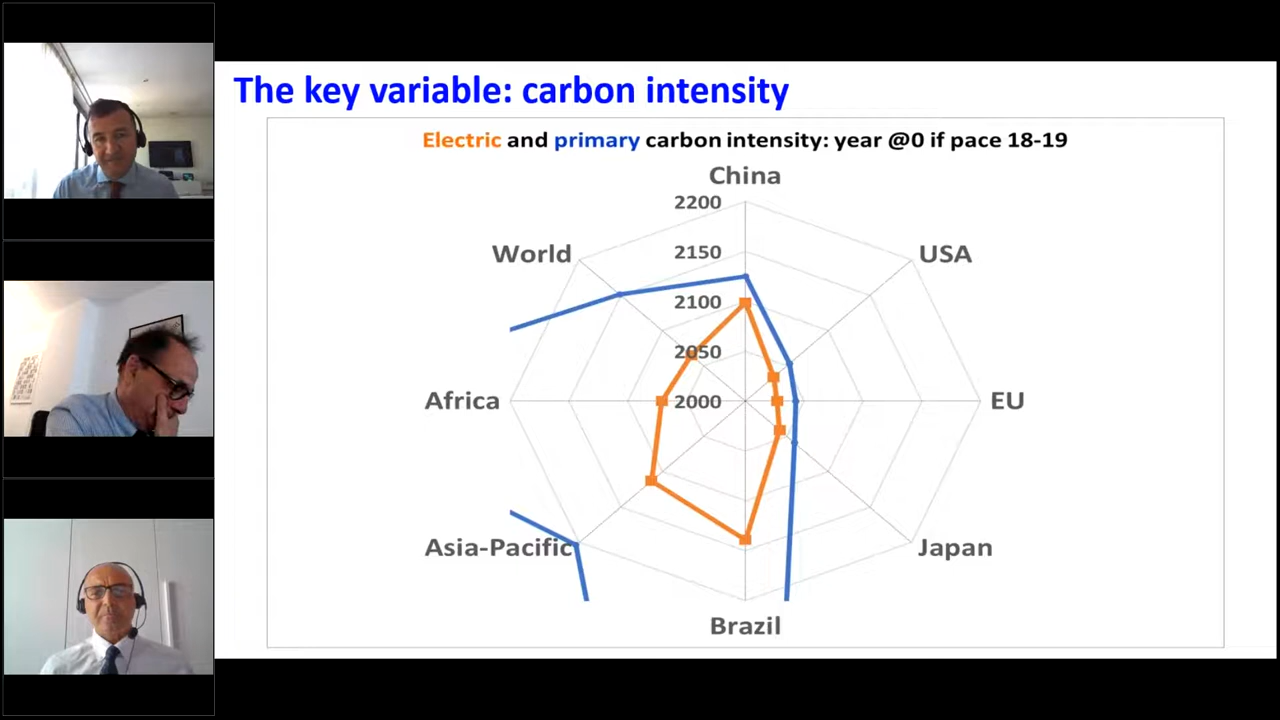 The key variable: carbon intensity
Electric and primary carbon intensity: year @0 if pace 18-19
China
2200
World
USA
2150
2100
2050
Africa
2000
EU
Asia-Pacific
Japan
Brazil